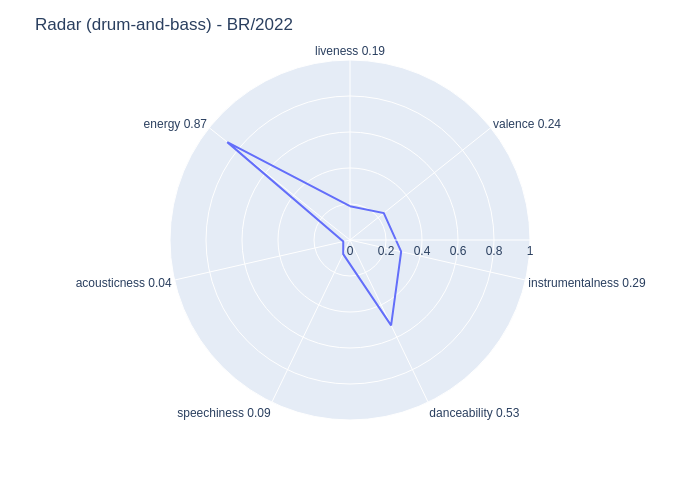 Radar (drum-and-bass) - BR/2022
liveness 0.19
energy 0.87
valence 0.24
0
0.2
0.4
0.6
0.8
1
acousticness 0.04
instrumentalness 0.29
speechiness 0.09
danceability 0.53